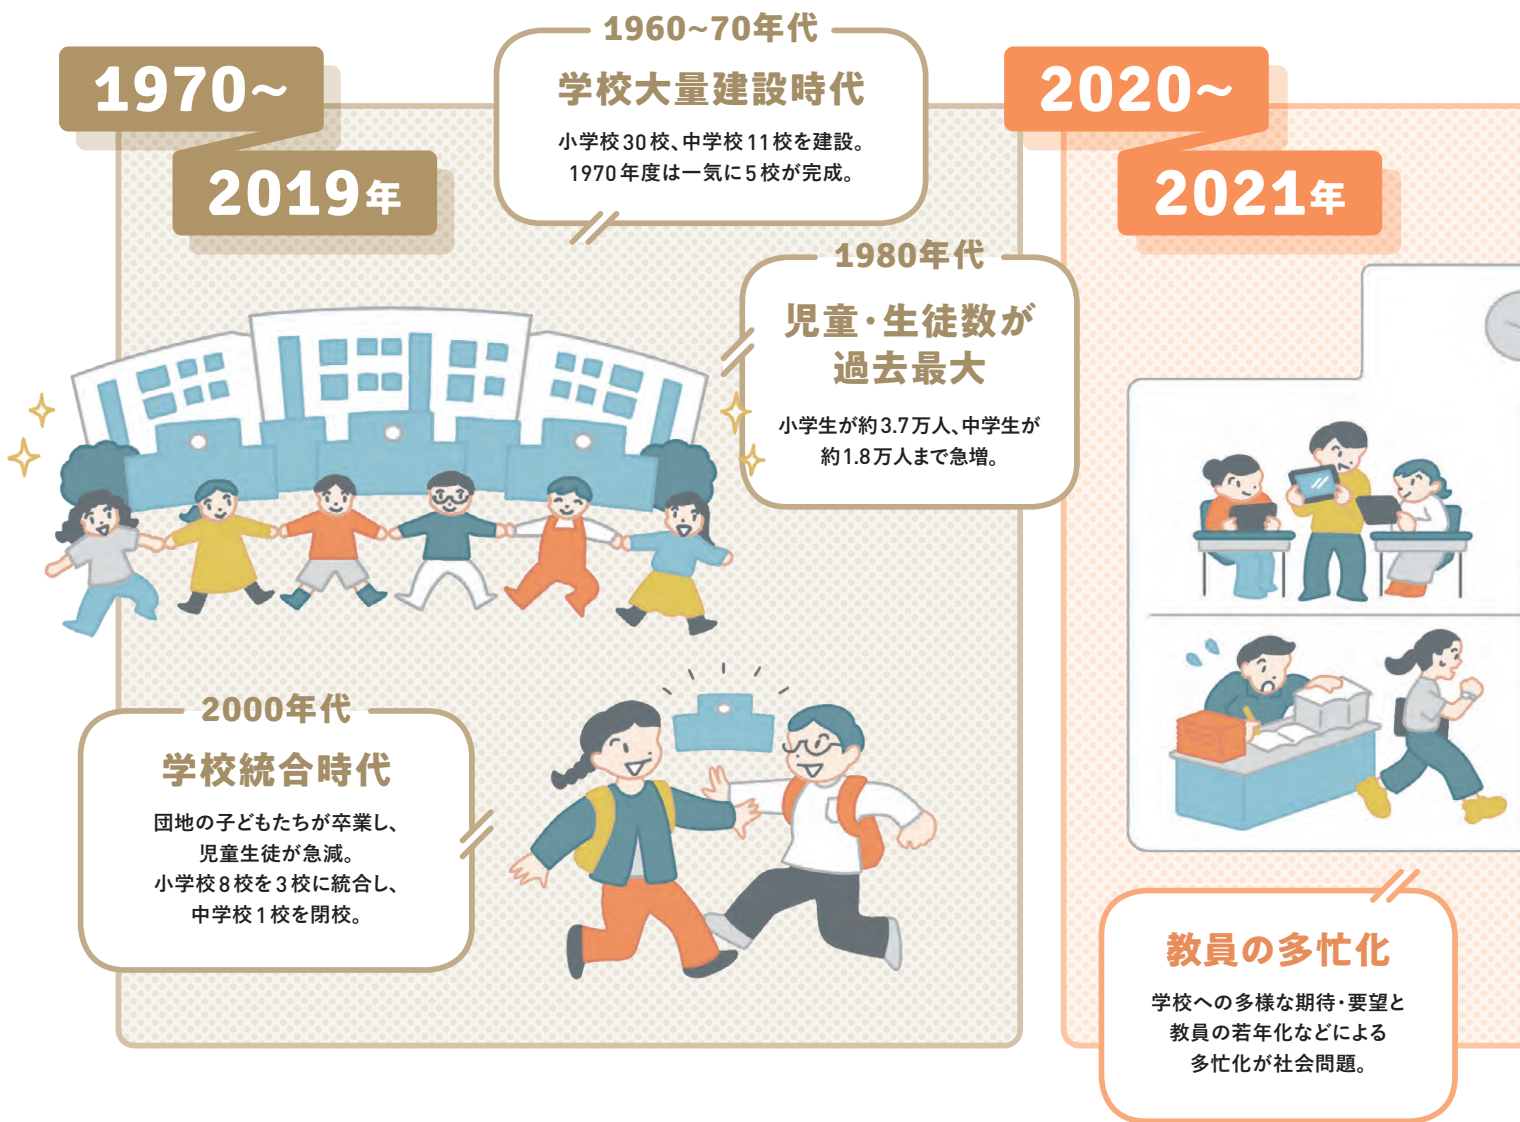 1970~
2019年
1960~70年代
学校大量建設時代
小学校30校、中学校11校を建設。
1970年度は一気に5校が完成。
1980年代
児童・生徒数が
過去最大
小学生が約3.7万人、中学生が
約1.8万人まで急増。
2000年代
学校統合時代
団地の子どもたちが卒業し、
児童生徒が急減。
小学校8校を3校に統合し、
中学校1校を閉校。
2020~
2021年
教員の多忙化
学校への多様な期待・要望と
教員の若年化などによる
多忙化が社会問題。